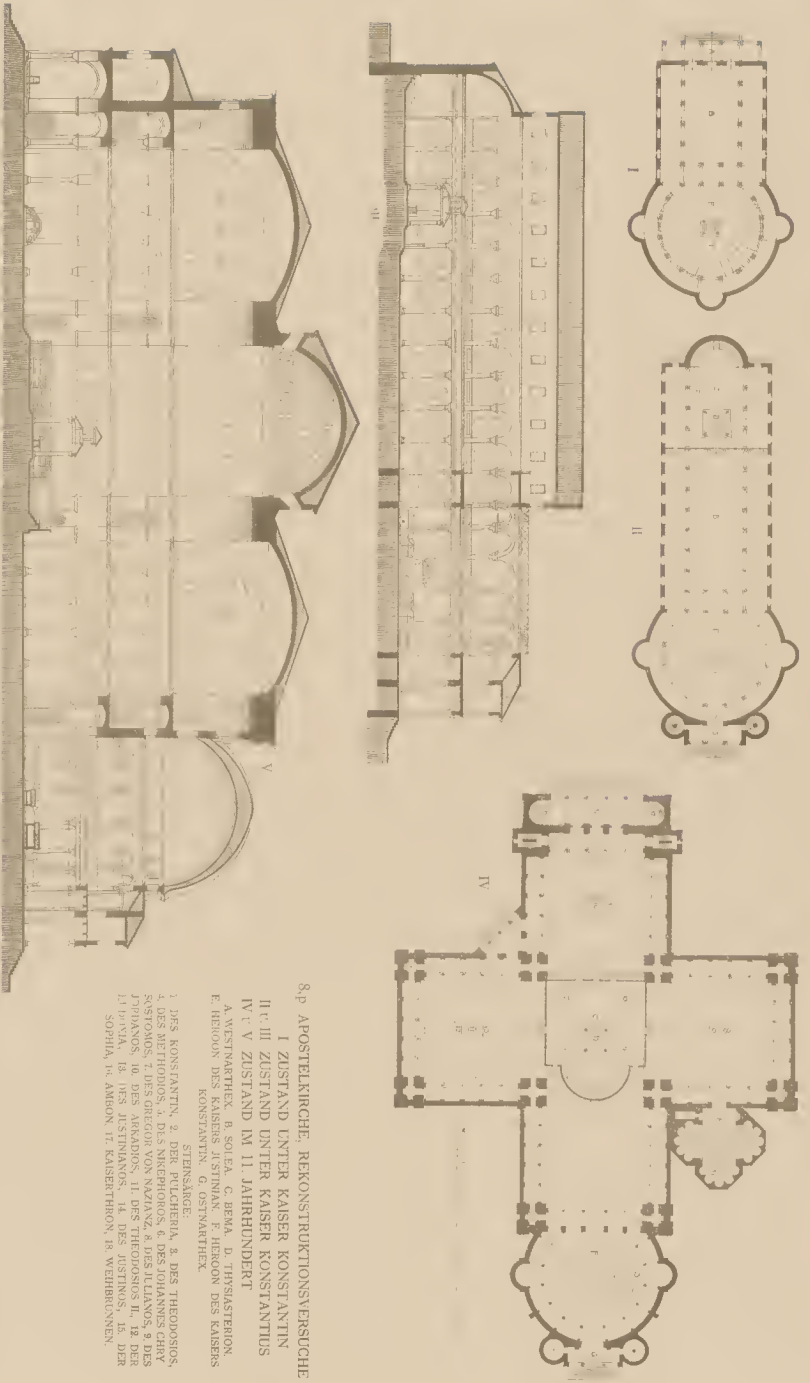 8,p APOSTELKIRCHE, REKONSTRUKTIONSVERSUCHE
I ZUSTAND UNTER KAISER KONSTANTIN
II u. III ZUSTAND UNTER KAISER KONSTANTIUS
IV V ZUSTAND IM 11. JAHRHUNDERT
A. WESTNARTHEX. B. SOLEA. C. BEMA. D. THYSIASTERION.
E. HEROON DES KAISERS JUSTINIAN. F. HEROON DES KAISERS
KONSTANTIN. G. OSTNARTHEX.
STEINSÄRGE:
1. DES KONSTANTIN, 2. DER PULCHERIA, 3. DES THEODOSIOS,
4. DES METHODIOS, 5. DES NIKEPHOROS, 6. DES JOHANNES CHRY
SOSTOMOS, 7. DES GREGOR VON NAZIANZ, 8. DES JULIANOS, 9. DES
JORDANOS, 10. DES ARKADIOS, 11. DES THEODOSIOS II., 12. DER
13. DES JUSTINIANOS, 14. DES JUSTINOS, 15. DER
SOPHIA, 16. AMBON. 17. KAISERTHRON, 18. WEIHBRUNNEN.
I
II
III
IV
V